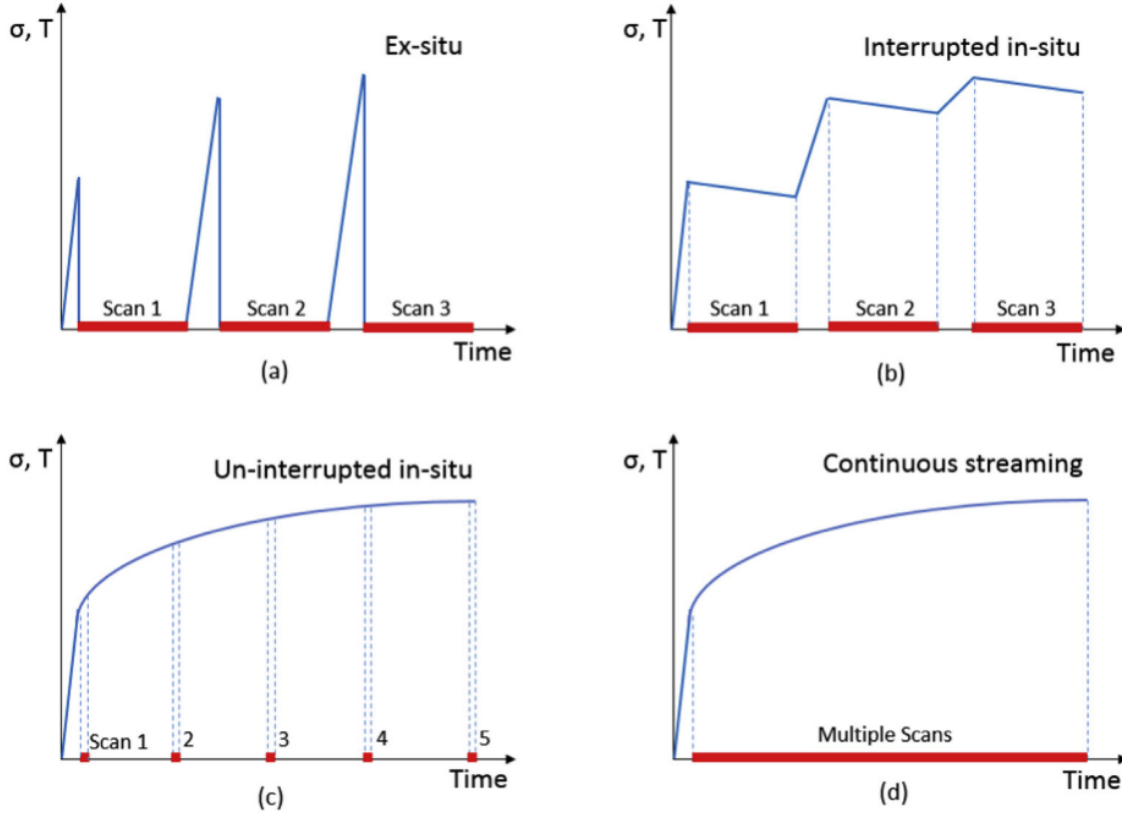 σ, T
Ex-situ
Scan 1
Scan 2
Scan 3
Time
(a)
σ, T
Interrupted in-situ
Scan 1
Scan 2
Scan 3
Time
(b)
σ, T
Un-interrupted in-situ
Scan 1
2
3
4
5
Time
(c)
σ, T
Continuous streaming
Multiple Scans
Time
(d)